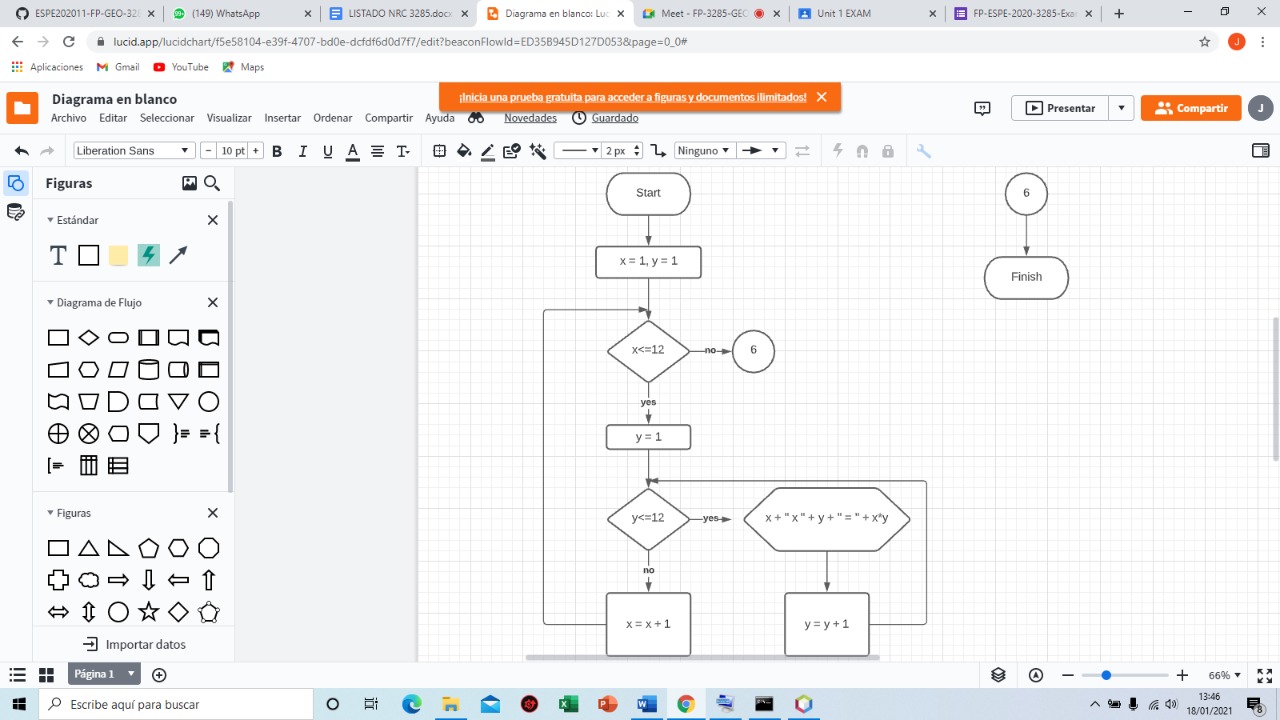 ESPE202011-FP-GEO-328
(199) WhatsApp
LISTADO NRC 3285.docx
Diagrama en blanco: Luc
Meet - FP-3285-GEO
Unit 1 EXAM
FP-ESPE-2020-3285-Exa
lucid.app/lucidchart/f5e58104-e39f-4707-bd0e-dcfdf6d0d7f7/edit?beaconFlowId=ED35B945D127D053&page=0_0#
J
Aplicaciones
Gmail
YouTube
Maps
Diagrama en blanco
¡Inicia una prueba gratuita para acceder a figuras y documentos ilimitados!
Archivo
Editar
Seleccionar
Visualizar
Insertar
Ordenar
Compartir
Ayuda
Novedades
Guardado
Presentar
Compartir
J
Liberation Sans
10 pt
B
I
U
A
T
2 px
Ninguno
Figuras
Estándar
T
Diagrama de Flujo
Figuras
Importar datos
Start
x = 1, y = 1
x<=12
no
6
yes
y = 1
y<=12
yes
x + " x " + y + " = " + x*y
no
x = x + 1
y = y + 1
6
Finish
Página 1
66%
Escribe aquí para buscar
13:46
18/01/2021
8